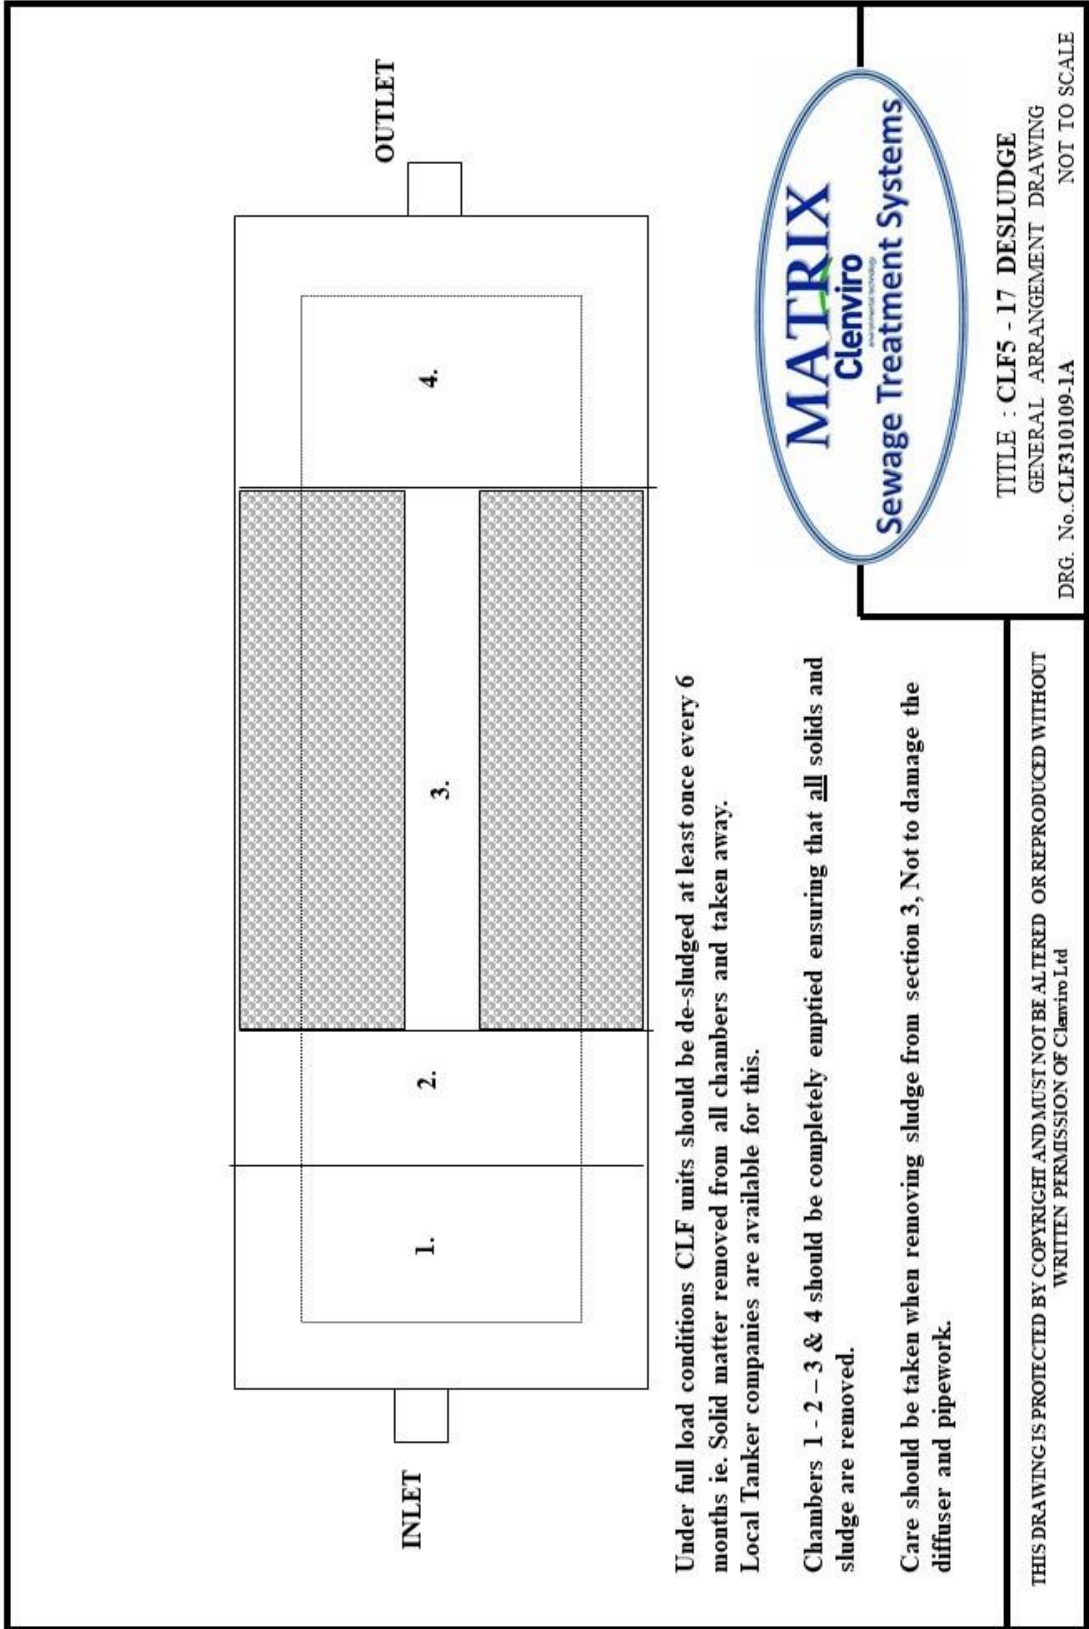 INLET
1.
2.
3.
4.
OUTLET
Under full load conditions CLF units should be de-sludged at least once every 6
months ie. Solid matter removed from all chambers and taken away.
Local Tanker companies are available for this.
Chambers 1 - 2 – 3 & 4 should be completely emptied ensuring that all solids and
sludge are removed.
Care should be taken when removing sludge from section 3, Not to damage the
diffuser and pipework.
MATRIX
Clenviro
environmental technology
Sewage Treatment Systems
TITLE : CLF5 - 17 DESLUDGE
GENERAL ARRANGEMENT DRAWING
DRG. No..CLF310109-1A NOT TO SCALE
THIS DRAWING IS PROTECTED BY COPYRIGHT AND MUST NOT BE ALTERED OR REPRODUCED WITHOUT
WRITTEN PERMISSION OF Clenviro Ltd